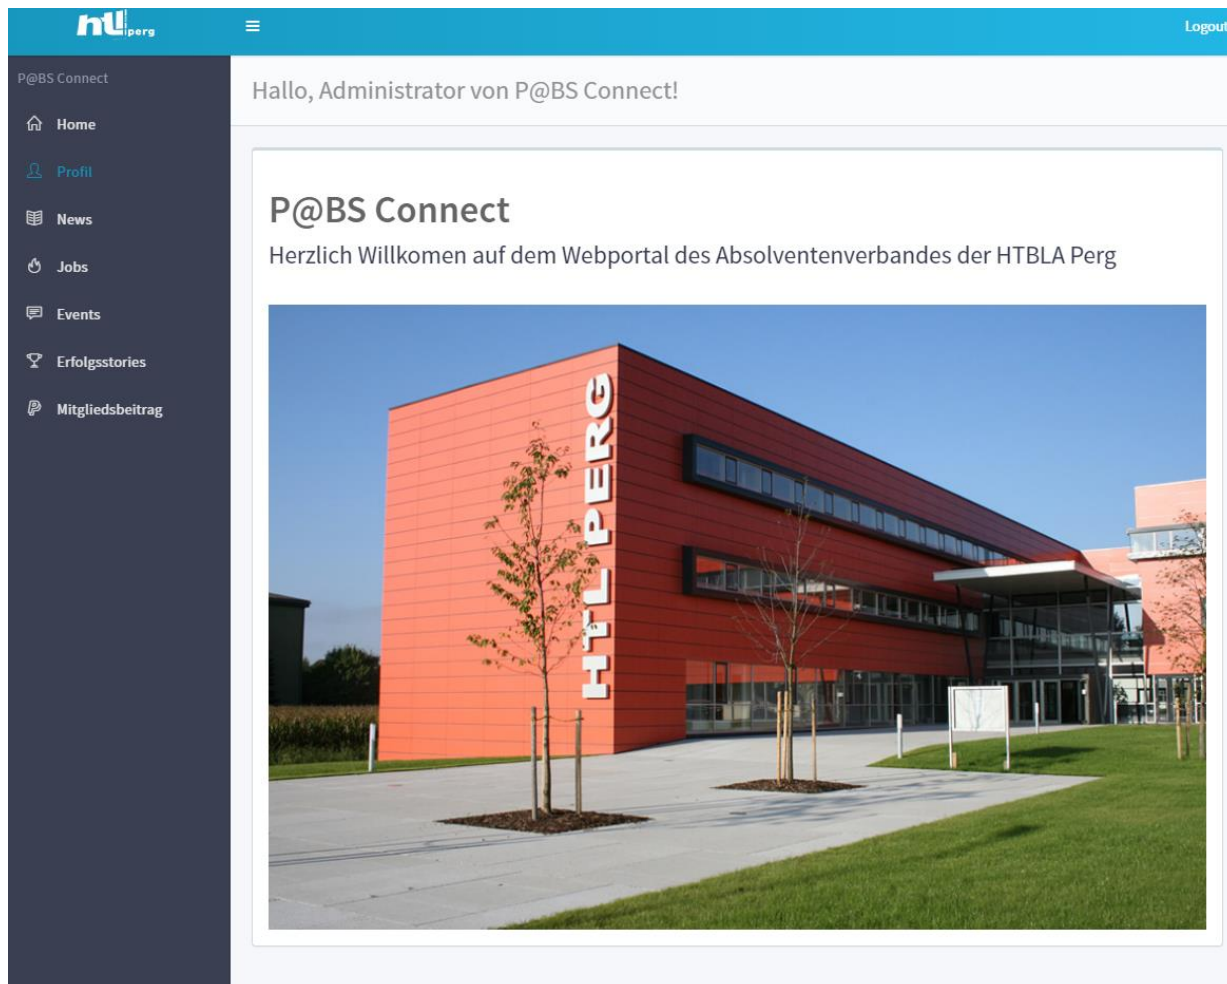 htl perg
Logout
P@BS Connect
Home
Profil
News
Jobs
Events
Erfolgsstories
Mitgliedsbeitrag
Hallo, Administrator von P@BS Connect!
P@BS Connect
Herzlich Willkomen auf dem Webportal des Absolventenverbandes der HTBLA Perg
HTL PERG